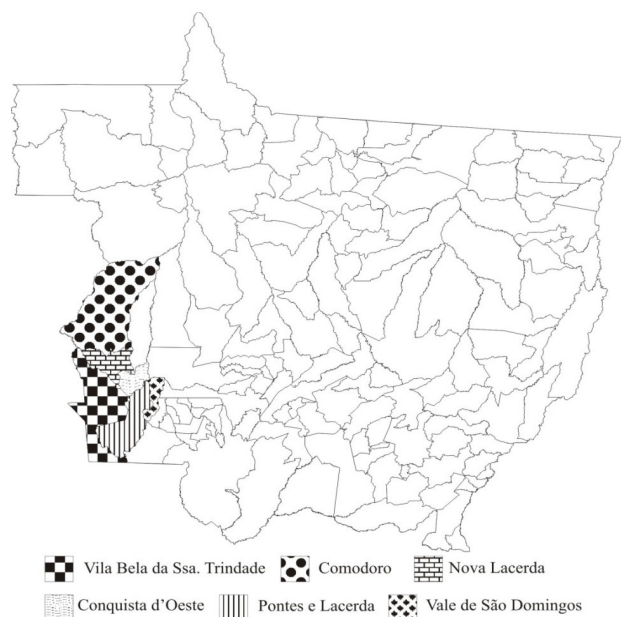 Vila Bela da Ssa. Trindade Comodoro Nova Lacerda
Conquista d'Oeste Pontes e Lacerda Vale de São Domingos